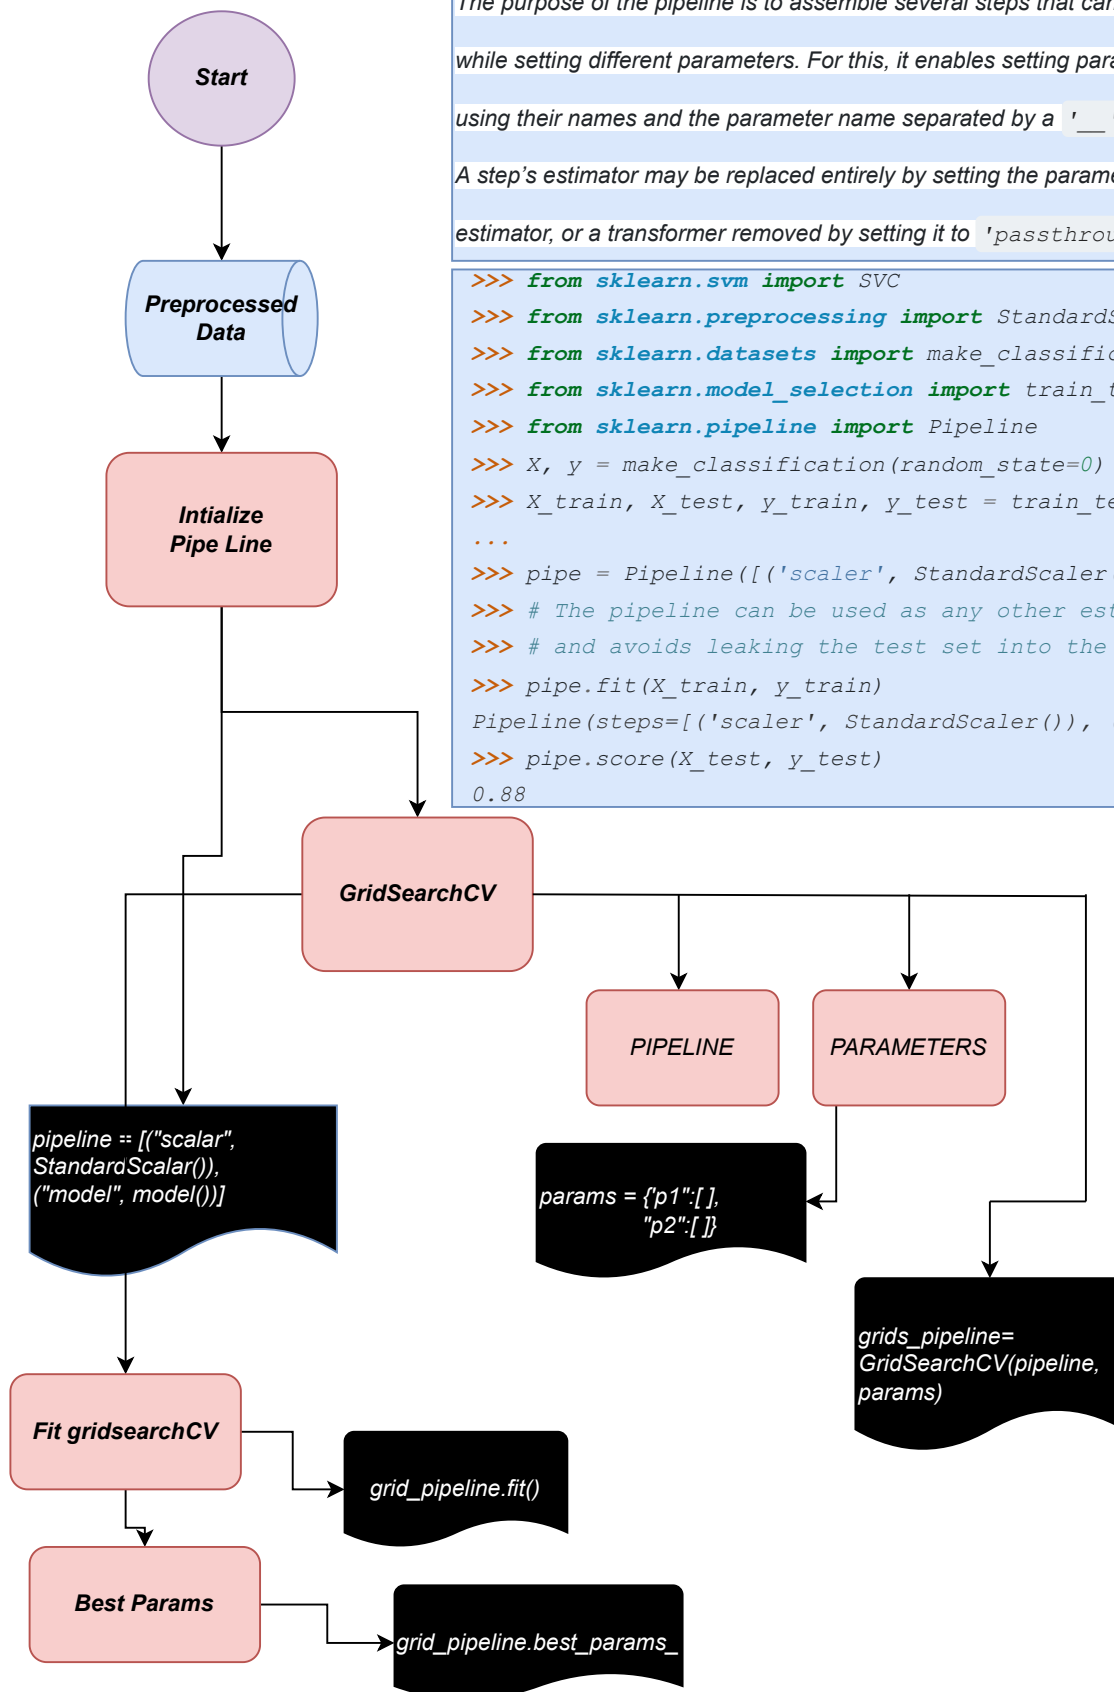 The purpose of the pipeline is to assemble several steps that can
while setting different parameters. For this, it enables setting para
using their names and the parameter name separated by a '__'
A step's estimator may be replaced entirely by setting the parame
estimator, or a transformer removed by setting it to 'passthrou
>>> from sklearn.svm import SVC
>>> from sklearn.preprocessing import StandardS
>>> from sklearn.datasets import make_classific
>>> from sklearn.model_selection import train_t
>>> from sklearn.pipeline import Pipeline
>>> X, y = make_classification(random_state=0)
>>> X_train, X_test, y_train, y_test = train_te
...
>>> pipe = Pipeline([('scaler', StandardScaler(
>>> # The pipeline can be used as any other est
>>> # and avoids leaking the test set into the
>>> pipe.fit(X_train, y_train)
Pipeline(steps=[('scaler', StandardScaler()),
>>> pipe.score(X_test, y_test)
0.88
Start
Preprocessed
Data
Intialize
Pipe Line
GridSearchCV
PIPELINE
PARAMETERS
pipeline = [("scalar",
StandardScalar()),
("model", model())]
params = {'p1":[ ],
"p2":[ ]}
grids_pipeline=
GridSearchCV(pipeline,
params)
Fit gridsearchCV
grid_pipeline.fit()
Best Params
grid_pipeline.best_params_